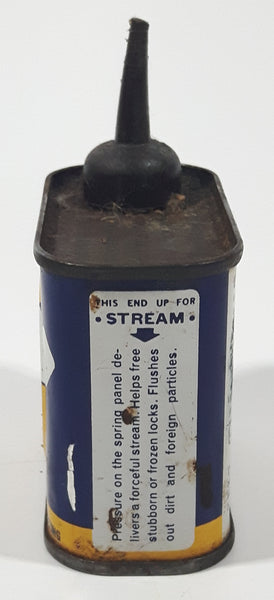 THIS END UP FOR
• STREAM •
Pressure on the spring panel de-
livers a forceful stream. Helps free
stubborn or frozen locks. Flushes
out dirt and foreign particles.